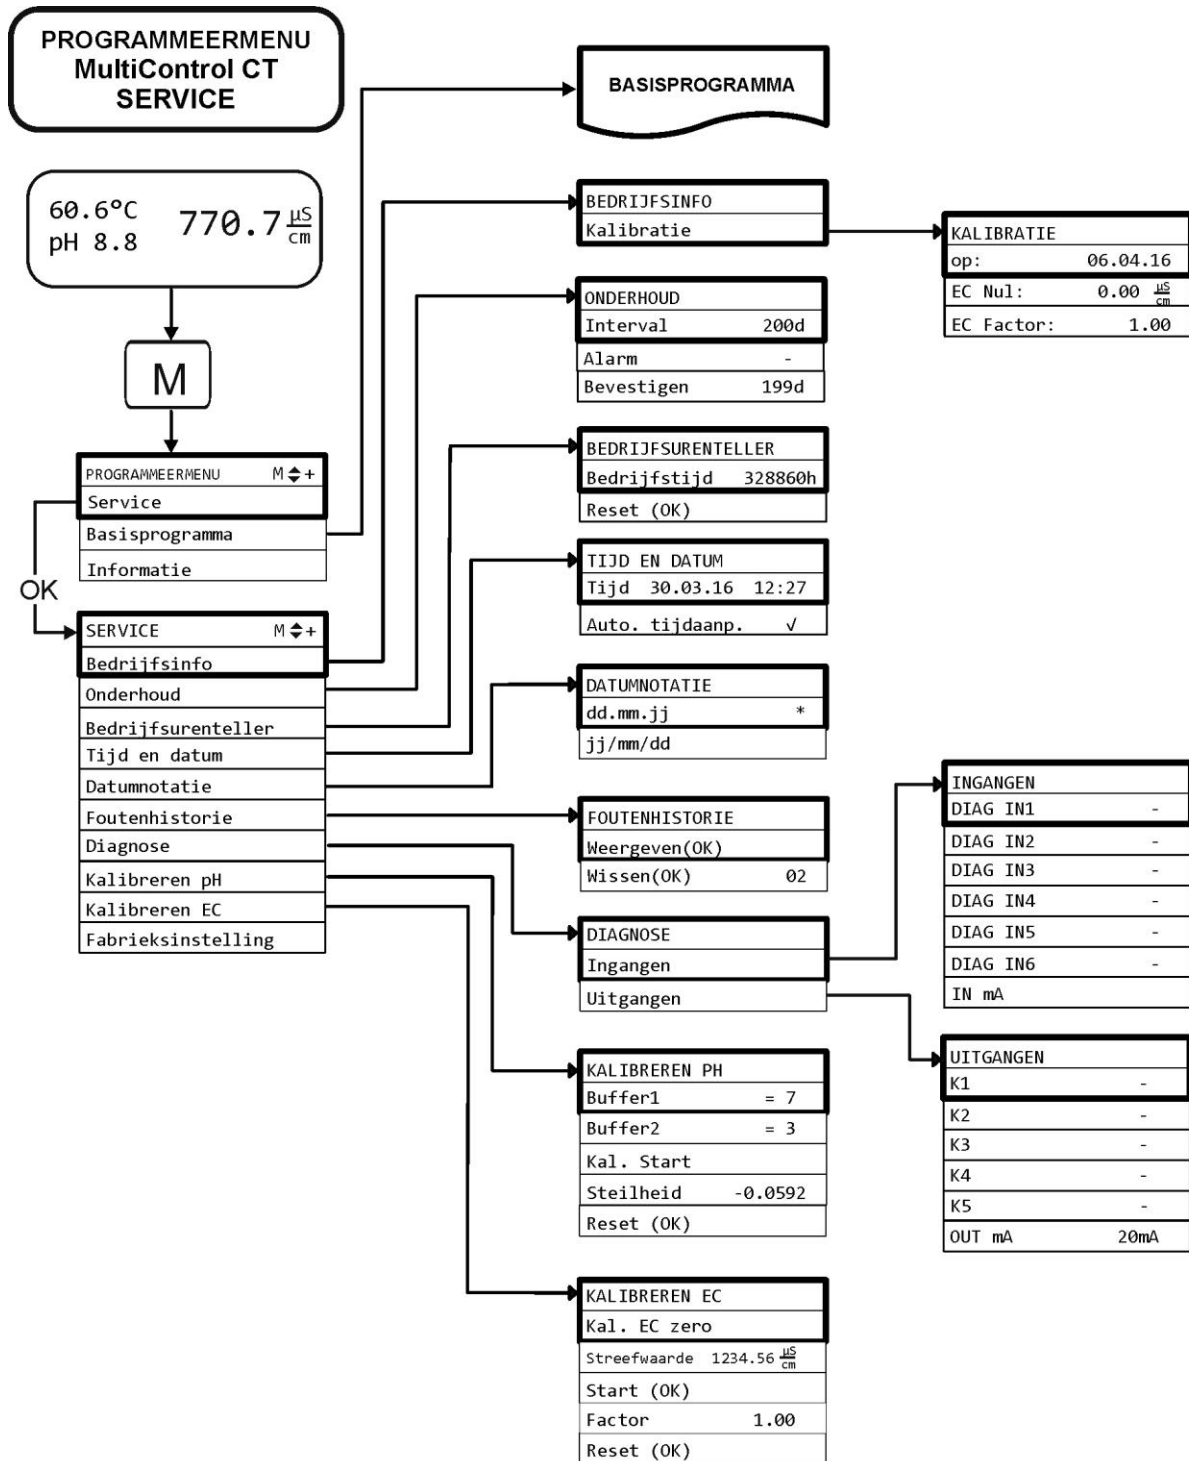 PROGRAMMEERMENU
MultiControl CT
SERVICE
60.6°C
pH 8.8
770.7 µS/cm
M
PROGRAMMEERMENU M
+
Service
Basisprogramma
Informatie
OK
SERVICE M
+
Bedrijfsinfo
Onderhoud
Bedrijfsurenteller
Tijd en datum
Datumnotatie
Foutenhistorie
Diagnose
Kalibreren pH
Kalibreren EC
Fabrieksinstelling
BASISPROGRAMMA
BEDRIJFSINFO
Kalibratie
KALIBRATIE
op: 06.04.16
EC Nul: 0.00 µS/cm
EC Factor: 1.00
ONDERHOUD
Interval 200d
Alarm -
Bevestigen 199d
BEDRIJFSURENTELLER
Bedrijfstijd 328860h
Reset (OK)
TIJD EN DATUM
Tijd 30.03.16 12:27
Auto. tijdaanp. √
DATUMNOTATIE
dd.mm.jj *
jj/mm/dd
FOUTENHISTORIE
Weergeven(OK)
Wissen(OK) 02
DIAGNOSE
Ingangen
Uitgangen
INGANGEN
DIAG IN1 -
DIAG IN2 -
DIAG IN3 -
DIAG IN4 -
DIAG IN5 -
DIAG IN6 -
IN mA
UITGANGEN
K1 -
K2 -
K3 -
K4 -
K5 -
OUT mA 20mA
KALIBREREN PH
Buffer1 = 7
Buffer2 = 3
Kal. Start
Steilheid -0.0592
Reset (OK)
KALIBREREN EC
Kal. EC zero
Streefwaarde 1234.56 µS/cm
Start (OK)
Factor 1.00
Reset (OK)